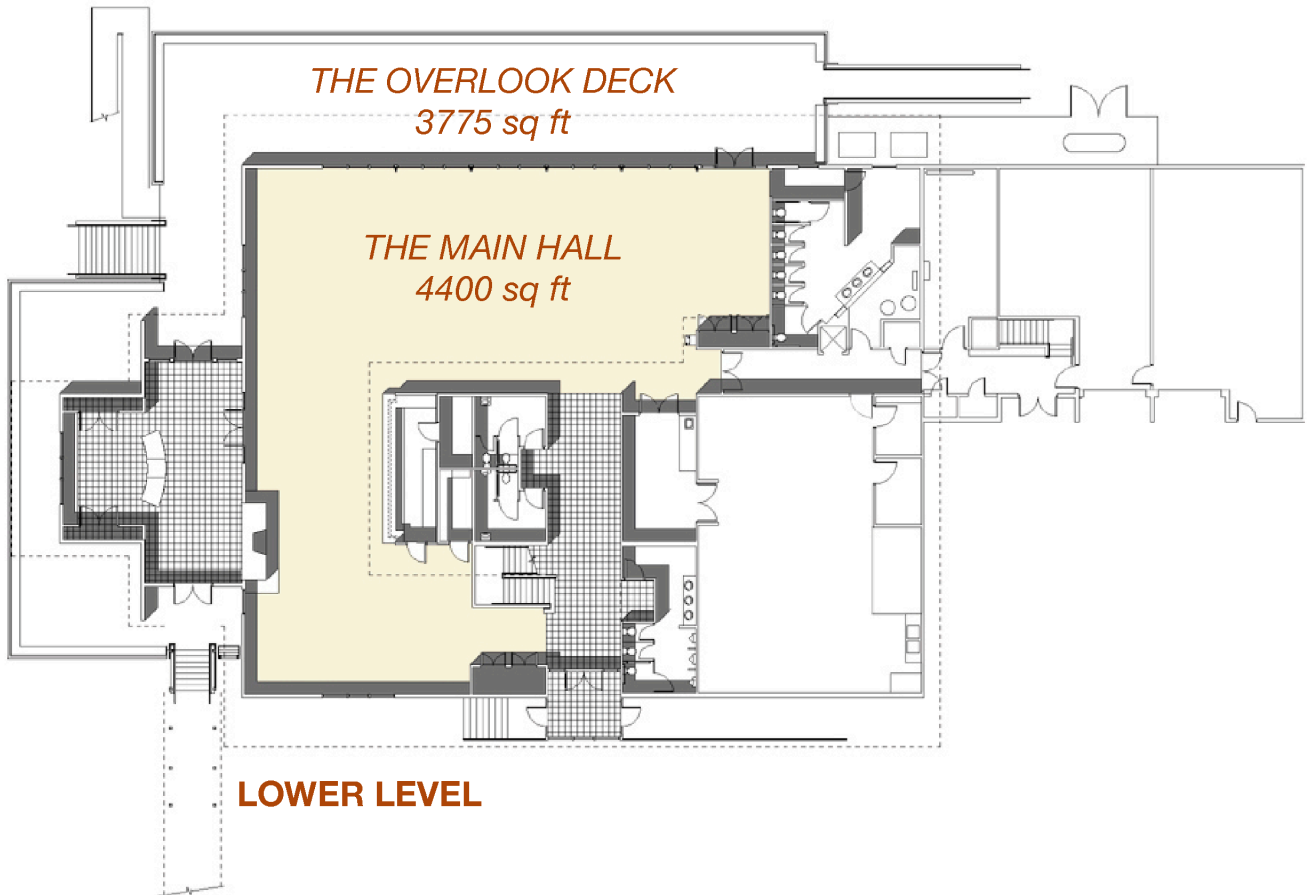 THE OVERLOOK DECK
3775 sq ft
THE MAIN HALL
4400 sq ft
LOWER LEVEL